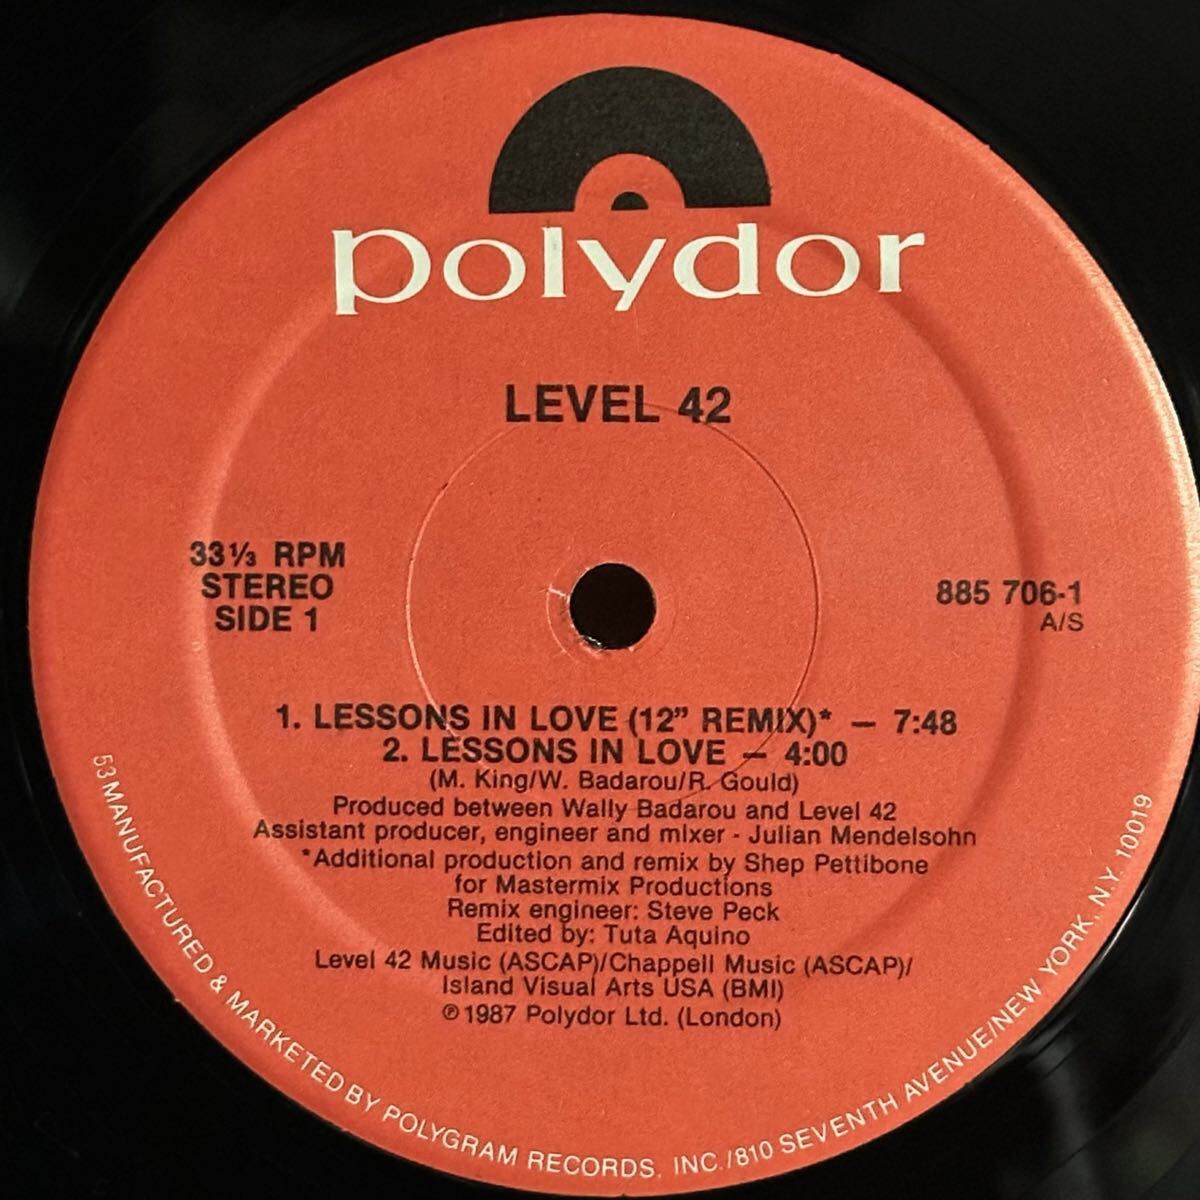 polydor
LEVEL 42
33⅓ RPM
STEREO
SIDE 1
885 706-1
A/S
1. LESSONS IN LOVE (12” REMIX)* — 7:48
2. LESSONS IN LOVE — 4:00
(M. King/W. Badarou/R. Gould)
Produced between Wally Badarou and Level 42
Assistant producer, engineer and mixer - Julian Mendelsohn
*Additional production and remix by Shep Pettibone
for Mastermix Productions
Remix engineer: Steve Peck
Edited by: Tuta Aquino
Level 42 Music (ASCAP)/Chappell Music (ASCAP)/
Island Visual Arts USA (BMI)
℗ 1987 Polydor Ltd. (London)
53 MANUFACTURED & MARKETED BY POLYGRAM RECORDS, INC./810 SEVENTH AVENUE/NEW YORK, N.Y. 10019